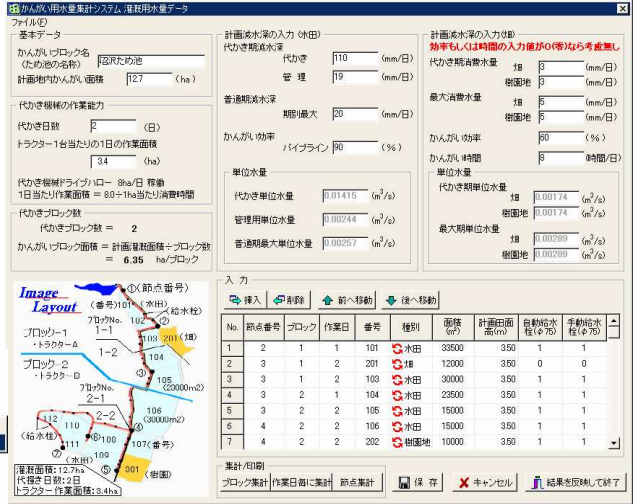 かんがい用水量集計システム 灌漑用水量データ
ファイル(F)
基本データ
かんがいブロック名
(ため池の名称)
沼沢ため池
計画地内かんがい面積 12.7 (ha)
代かき機械の作業能力
代かき日数 2 (日)
トラクター1台当たりの1日の作業面積
3.4 (ha)
代かき機械ドライブハロー 8ha/日 稼働
1日当たり作業面積 = 8.0÷1ha当たり消費時間
代かきブロック数
代かきブロック数 = 2
かんがいブロック面積 = 計画灌漑面積÷ブロック数
= 6.35 ha/ブロック
計画減水深の入力(水田)
代かき期減水深
代かき 110 (mm/日)
管 理 19 (mm/日)
普通期減水深
期別最大 20 (mm/日)
かんがい効率
パイプライン 90 (%)
単位水量
代かき単位水量 0.01415 (m³/s)
管理用単位水量 0.00244 (m³/s)
普通期最大単位水量 0.00257 (m³/s)
計画減水深の入力(畑)
効率もしくは時間の入力値が0(零)なら考慮無し
代かき期消費水量 畑 3 (mm/日)
樹園地 3 (mm/日)
最大消費水量 畑 5 (mm/日)
樹園地 5 (mm/日)
かんがい効率 60 (%)
かんがい時間 8 (時間/日)
単位水量
代かき期単位水量
畑 0.00174 (m³/s)
樹園地 0.00174 (m³/s)
最大期単位水量
畑 0.00289 (m³/s)
樹園地 0.00289 (m³/s)
Image
Layout
①(節点番号)
(番号)101 (水田)
(給水栓)
ブロックNo. 102 ②
ブロック-1 1-1
・トラクターA
103 201 (畑)
1-2 104
③
ブロック-2
・トラクターB
105
(23000m2)
ブロックNo.
2-1
106
(30000m2)
2-2
④
112 110 111 ⑥ 108 107(番号)
(給水栓)
⑦ 109
(水田) ⑤ 301 (樹園)
灌漑面積:12.7ha
代掻き日数:2日
トラクター作業面積:3.4ha
入 力
挿入 削除 前へ移動 後へ移動
No. 節点番号 ブロック 作業日 番号 種別 面積(m²) 計画田面高(m) 自動給水栓(φ75) 手動給水栓(φ75)
1 2 1 1 101 水田 33500 3.50 1 1
2 3 1 2 201 畑 12000 3.50 0 0
3 3 1 2 103 水田 30000 3.50 1 1
4 3 2 1 104 水田 23500 3.50 1 1
5 3 2 2 105 水田 15000 3.50 1 1
6 4 2 2 106 水田 15000 3.50 1 1
7 4 2 2 202 樹園地 10000 3.50 1 1
集計/印刷
ブロック集計 作業日毎に集計 節点集計 保 存 キャンセル 結果を反映して終了